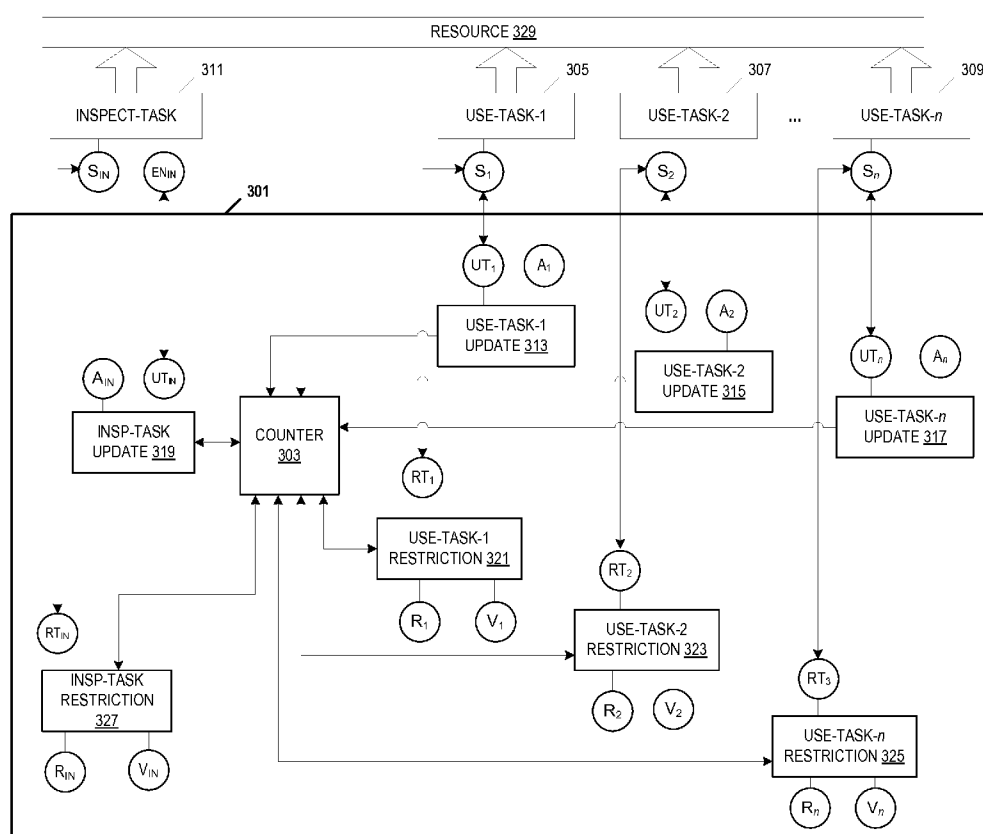 RESOURCE 329
311
305
307
309
INSPECT-TASK
USE-TASK-1
USE-TASK-2
...
USE-TASK-n
SIN
ENIN
S1
S2
Sn
301
UT1
A1
UT2
A2
UTn
An
USE-TASK-1
UPDATE 313
USE-TASK-2
UPDATE 315
USE-TASK-n
UPDATE 317
AIN
UTIN
INSP-TASK
UPDATE 319
COUNTER
303
RT1
USE-TASK-1
RESTRICTION 321
R1
V1
RT2
USE-TASK-2
RESTRICTION 323
R2
V2
RTIN
INSP-TASK
RESTRICTION
327
RIN
VIN
RT3
USE-TASK-n
RESTRICTION 325
Rn
Vn